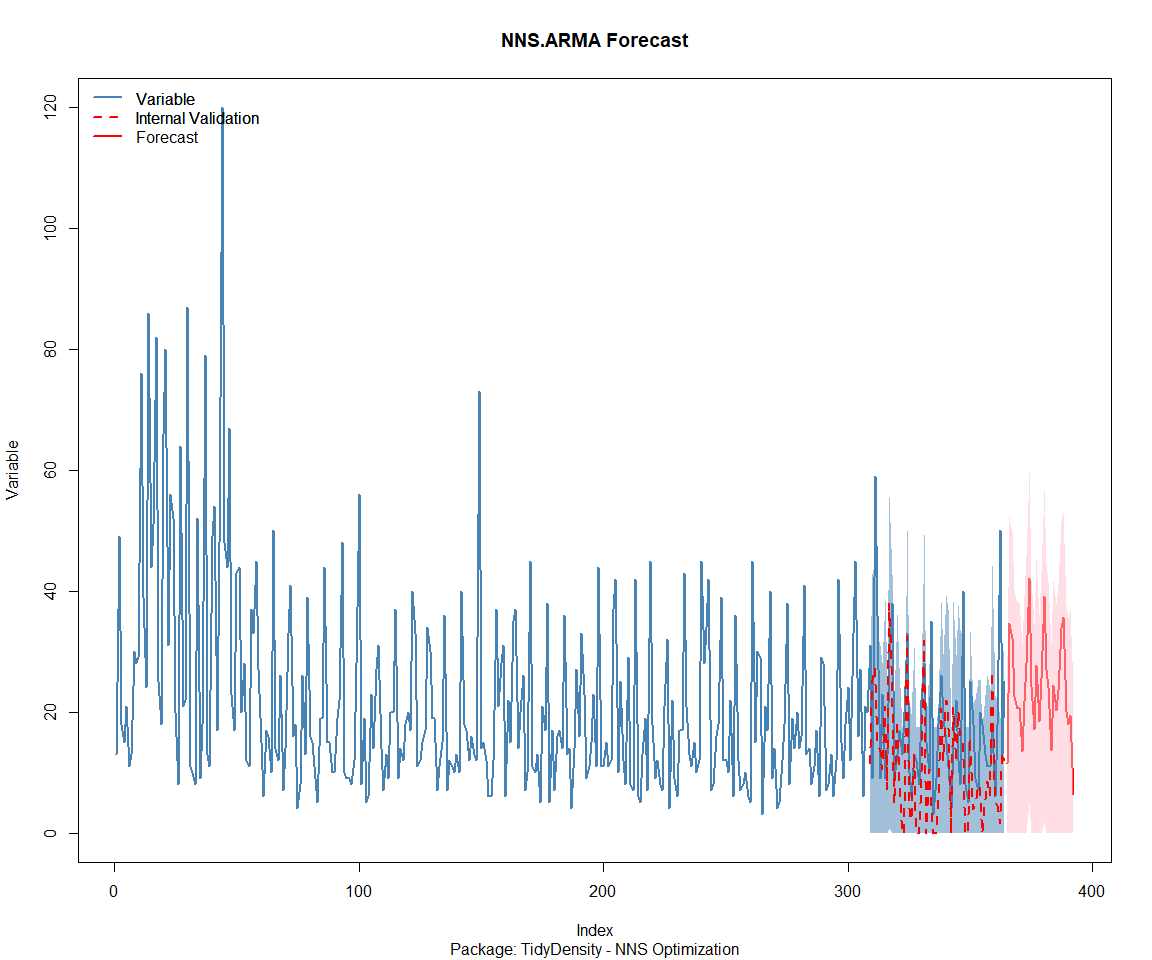 NNS.ARMA Forecast
Variable
Internal Validation
Forecast
120
100
80
60
40
20
0
Variable
0 100 200 300 400
Index
Package: TidyDensity - NNS Optimization